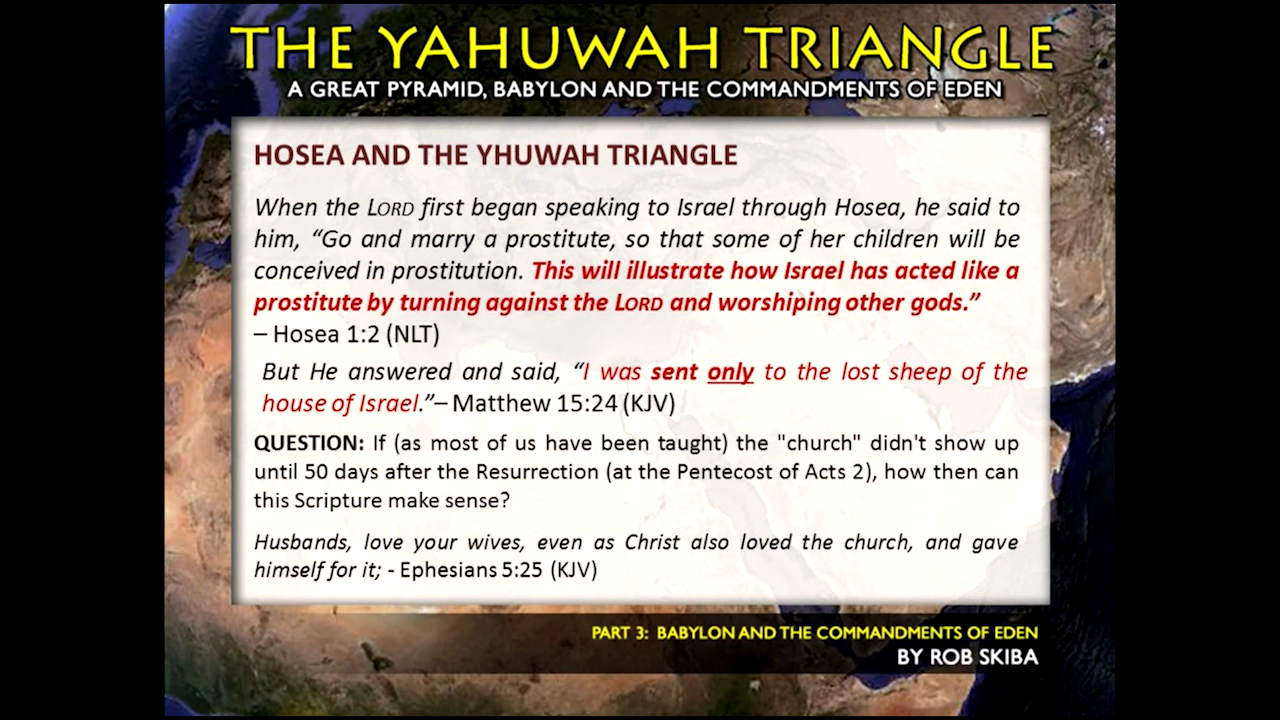 THE YAHUWAH TRIANGLE
A GREAT PYRAMID, BABYLON AND THE COMMANDMENTS OF EDEN
HOSEA AND THE YHUWAH TRIANGLE
When the LORD first began speaking to Israel through Hosea, he said to
him, “Go and marry a prostitute, so that some of her children will be
conceived in prostitution. This will illustrate how Israel has acted like a
prostitute by turning against the LORD and worshiping other gods.”
– Hosea 1:2 (NLT)
But He answered and said, “I was sent only to the lost sheep of the
house of Israel.”– Matthew 15:24 (KJV)
QUESTION: If (as most of us have been taught) the "church" didn't show up
until 50 days after the Resurrection (at the Pentecost of Acts 2), how then can
this Scripture make sense?
Husbands, love your wives, even as Christ also loved the church, and gave
himself for it; - Ephesians 5:25 (KJV)
PART 3: BABYLON AND THE COMMANDMENTS OF EDEN
BY ROB SKIBA